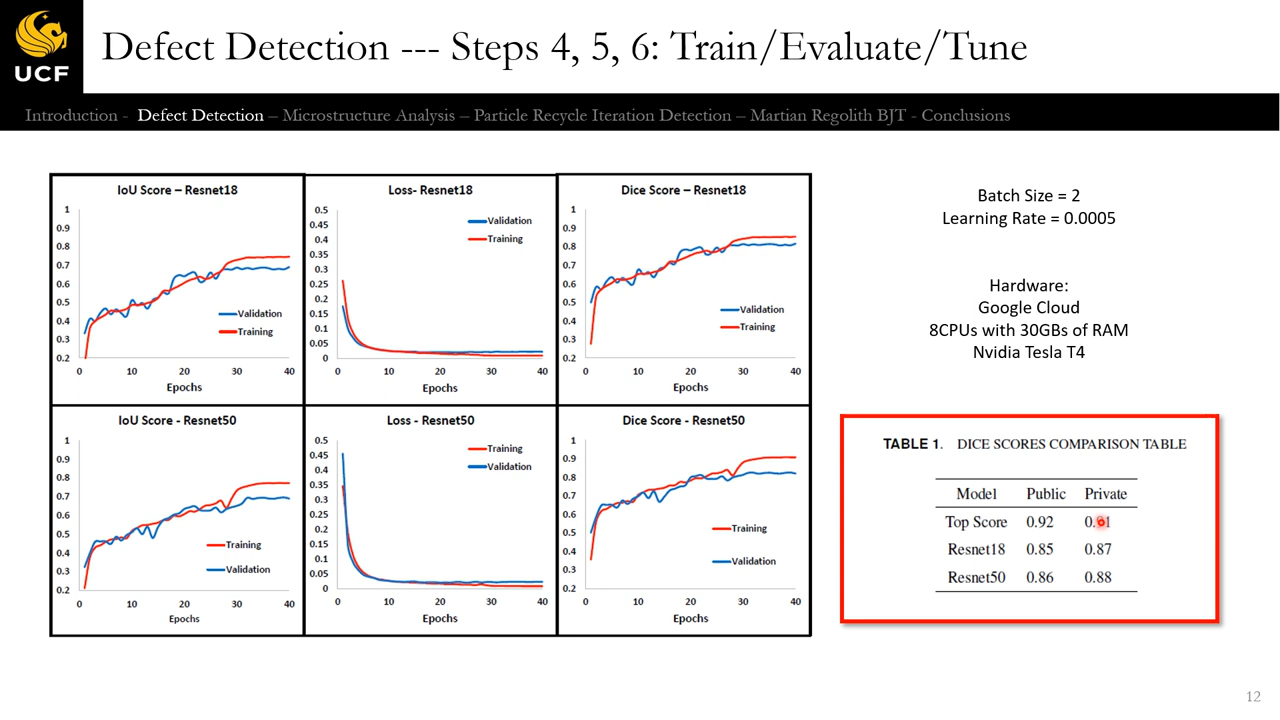 UCF
Defect Detection --- Steps 4, 5, 6: Train/Evaluate/Tune
Introduction - Defect Detection – Microstructure Analysis – Particle Recycle Iteration Detection – Martian Regolith BJT - Conclusions
IoU Score – Resnet18
1
0.9
0.8
0.7
0.6
0.5
0.4
0.3
0.2
Validation
Training
0 10 20 30 40
Epochs
Loss- Resnet18
0.5
0.45
0.4
0.35
0.3
0.25
0.2
0.15
0.1
0.05
0
Validation
Training
0 10 20 30 40
Epochs
Dice Score – Resnet18
1
0.9
0.8
0.7
0.6
0.5
0.4
0.3
0.2
Validation
Training
0 10 20 30 40
Epochs
IoU Score - Resnet50
1
0.9
0.8
0.7
0.6
0.5
0.4
0.3
0.2
Training
Validation
0 10 20 30 40
Epochs
Loss - Resnet50
0.5
0.45
0.4
0.35
0.3
0.25
0.2
0.15
0.1
0.05
0
Training
Validation
0 10 20 30 40
Epochs
Dice Score - Resnet50
1
0.9
0.8
0.7
0.6
0.5
0.4
0.3
0.2
Training
Validation
0 10 20 30 40
Epochs
Batch Size = 2
Learning Rate = 0.0005
Hardware:
Google Cloud
8CPUs with 30GBs of RAM
Nvidia Tesla T4
TABLE 1. DICE SCORES COMPARISON TABLE
Model Public Private
Top Score 0.92
Resnet18 0.85 0.87
Resnet50 0.86 0.88
12